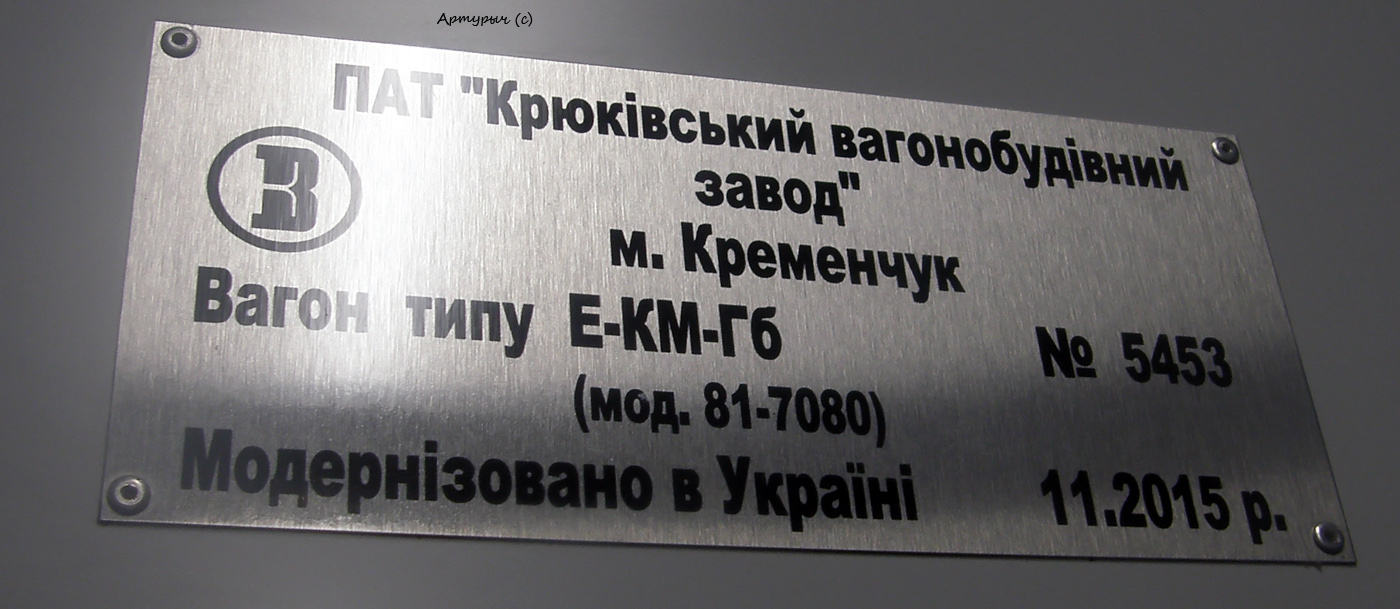 Артурыч (c)
ПАТ "Крюківський вагонобудівний
завод"
м. Кременчук
В
Вагон типу Е-КМ-Гб
№ 5453
(мод. 81-7080)
Модернізовано в Україні
11.2015 р.